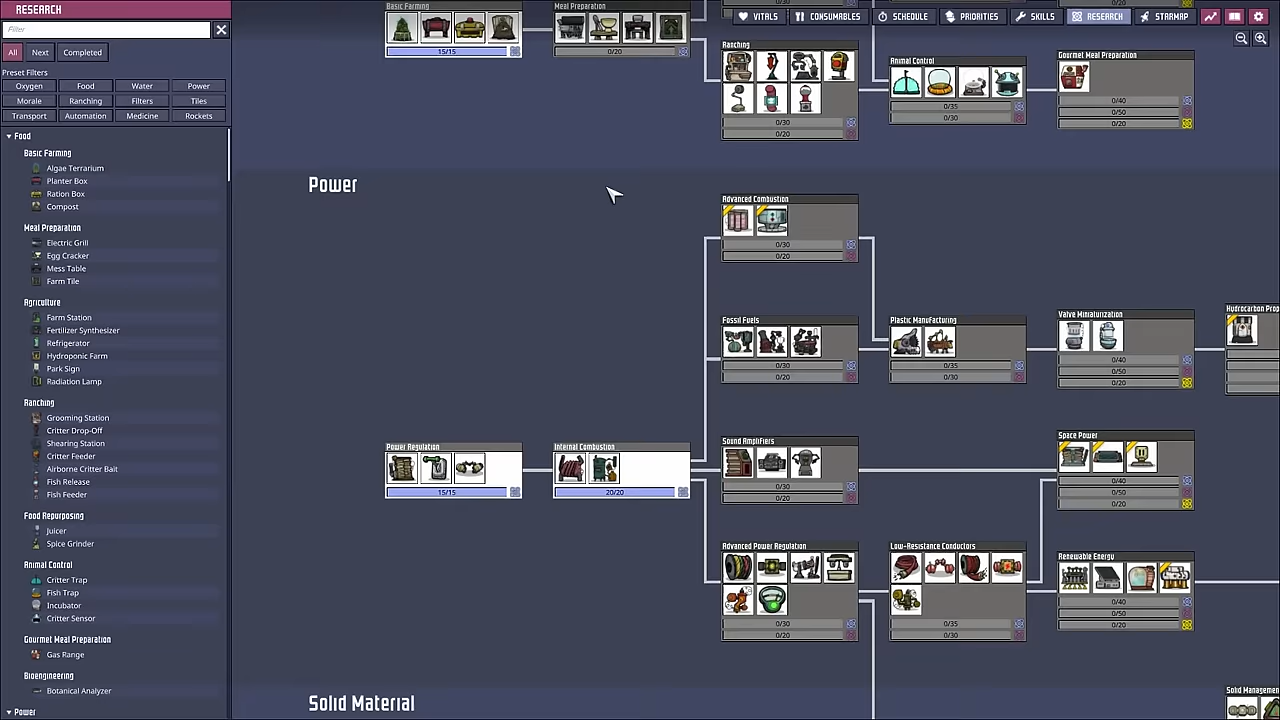 RESEARCH
Filter
All Next Completed
Preset Filters
Oxygen Food Water Power
Morale Ranching Filters Tiles
Transport Automation Medicine Rockets
Food
Basic Farming
Algae Terrarium
Planter Box
Ration Box
Compost
Meal Preparation
Electric Grill
Egg Cracker
Mess Table
Farm Tile
Agriculture
Farm Station
Fertilizer Synthesizer
Refrigerator
Hydroponic Farm
Park Sign
Radiation Lamp
Ranching
Grooming Station
Critter Drop-Off
Shearing Station
Critter Feeder
Airborne Critter Bait
Fish Release
Fish Feeder
Food Repurposing
Juicer
Spice Grinder
Animal Control
Critter Trap
Fish Trap
Incubator
Critter Sensor
Gourmet Meal Preparation
Gas Range
Bioengineering
Botanical Analyzer
Power
VITALS CONSUMABLES SCHEDULE PRIORITIES SKILLS RESEARCH STARMAP
Basic Farming
15/15
Meal Preparation
0/20
Ranching
0/30
0/20
Animal Control
0/35
0/30
Gourmet Meal Preparation
0/40
0/50
0/20
Power
Advanced Combustion
0/30
0/20
Fossil Fuels
0/30
0/20
Plastic Manufacturing
0/35
0/30
Valve Miniaturization
0/40
0/50
0/20
Hydrocarbon Prop
Power Regulation
15/15
Internal Combustion
20/20
Sound Amplifiers
0/30
0/20
Space Power
0/40
0/50
0/20
Advanced Power Regulation
0/30
0/20
Low-Resistance Conductors
0/35
0/30
Renewable Energy
0/40
0/50
0/20
Solid Material
Solid Manageme